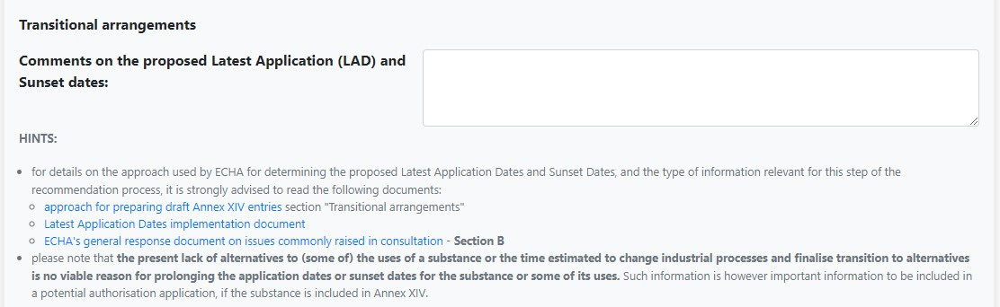 Transitional arrangements
Comments on the proposed Latest Application (LAD) and
Sunset dates:
HINTS:
• for details on the approach used by ECHA for determining the proposed Latest Application Dates and Sunset Dates, and the type of information relevant for this step of the
recommendation process, it is strongly advised to read the following documents:
○ approach for preparing draft Annex XIV entries section "Transitional arrangements"
○ Latest Application Dates implementation document
○ ECHA's general response document on issues commonly raised in consultation - Section B
• please note that the present lack of alternatives to (some of) the uses of a substance or the time estimated to change industrial processes and finalise transition to alternatives
is no viable reason for prolonging the application dates or sunset dates for the substance or some of its uses. Such information is however important information to be included in
a potential authorisation application, if the substance is included in Annex XIV.